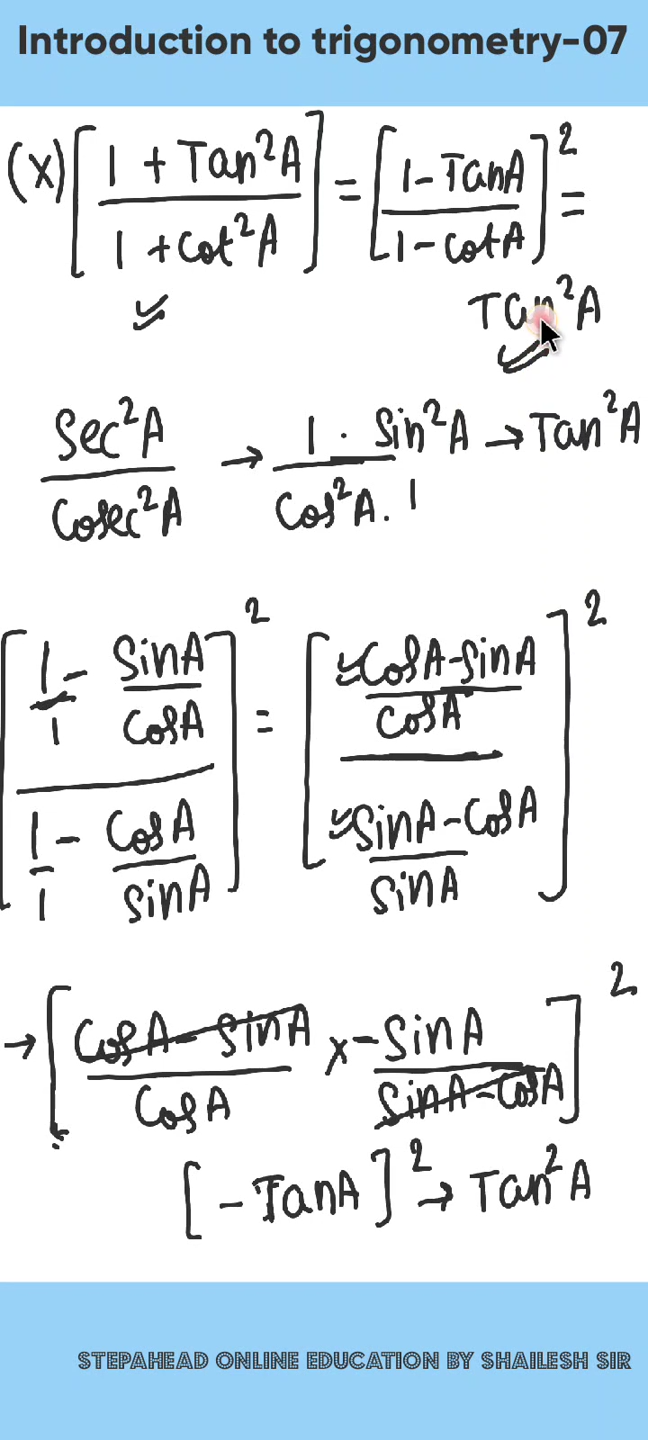 Introduction to trigonometry-07
(x) [ 1 + Tan²A / 1 + Cot²A ] = [ 1 - TanA / 1 - cotA ]² =
Tan²A
Sec²A / Cosec²A → 1 . Sin²A / Cos²A . 1 → Tan²A
[ 1/1 - SinA/CosA / 1/1 - CosA/sinA ]² = [ CosA-SinA / CosA / SinA-CosA / SinA ]²
→ [ CosA - SinA / CosA x - SinA / SinA - CosA ]²
[ - TanA ]² → Tan²A
STEPAHEAD ONLINE EDUCATION BY SHAILESH SIR